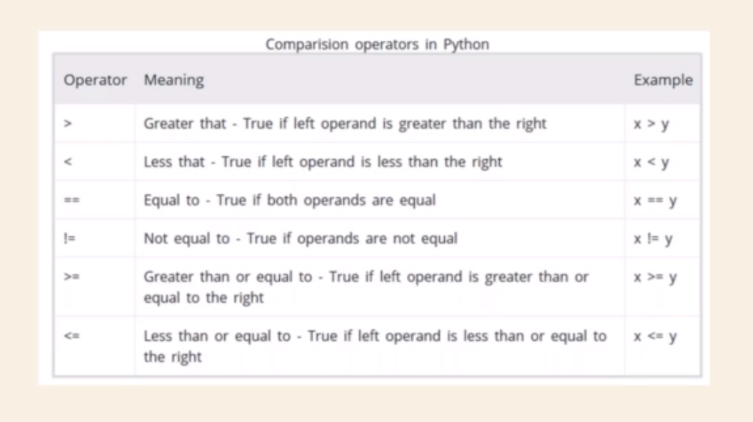 Comparision operators in Python
Operator Meaning Example
> Greater that - True if left operand is greater than the right x > y
< Less that - True if left operand is less than the right x < y
== Equal to - True if both operands are equal x == y
!= Not equal to - True if operands are not equal x != y
>= Greater than or equal to - True if left operand is greater than or x >= y
equal to the right
<= Less than or equal to - True if left operand is less than or equal to x <= y
the right